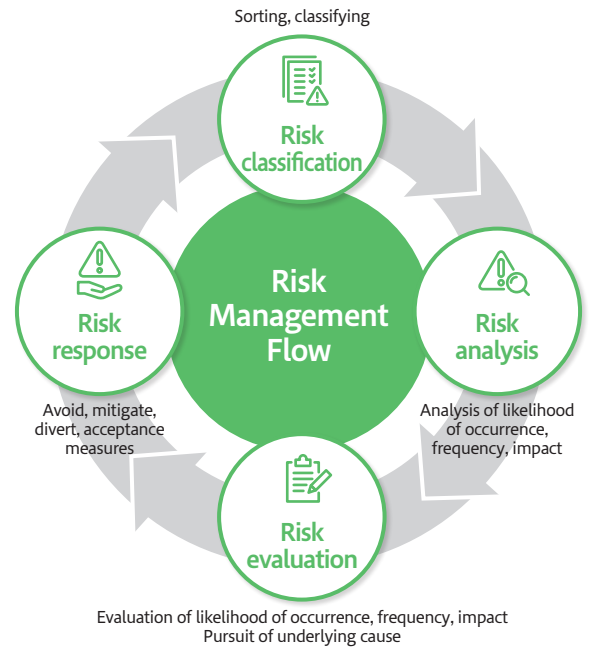 Sorting, classifying
Risk
classification
Risk
Management
Flow
Risk
analysis
Analysis of likelihood
of occurrence,
frequency, impact
Risk
evaluation
Evaluation of likelihood of occurrence, frequency, impact
Pursuit of underlying cause
Risk
response
Avoid, mitigate,
divert, acceptance
measures